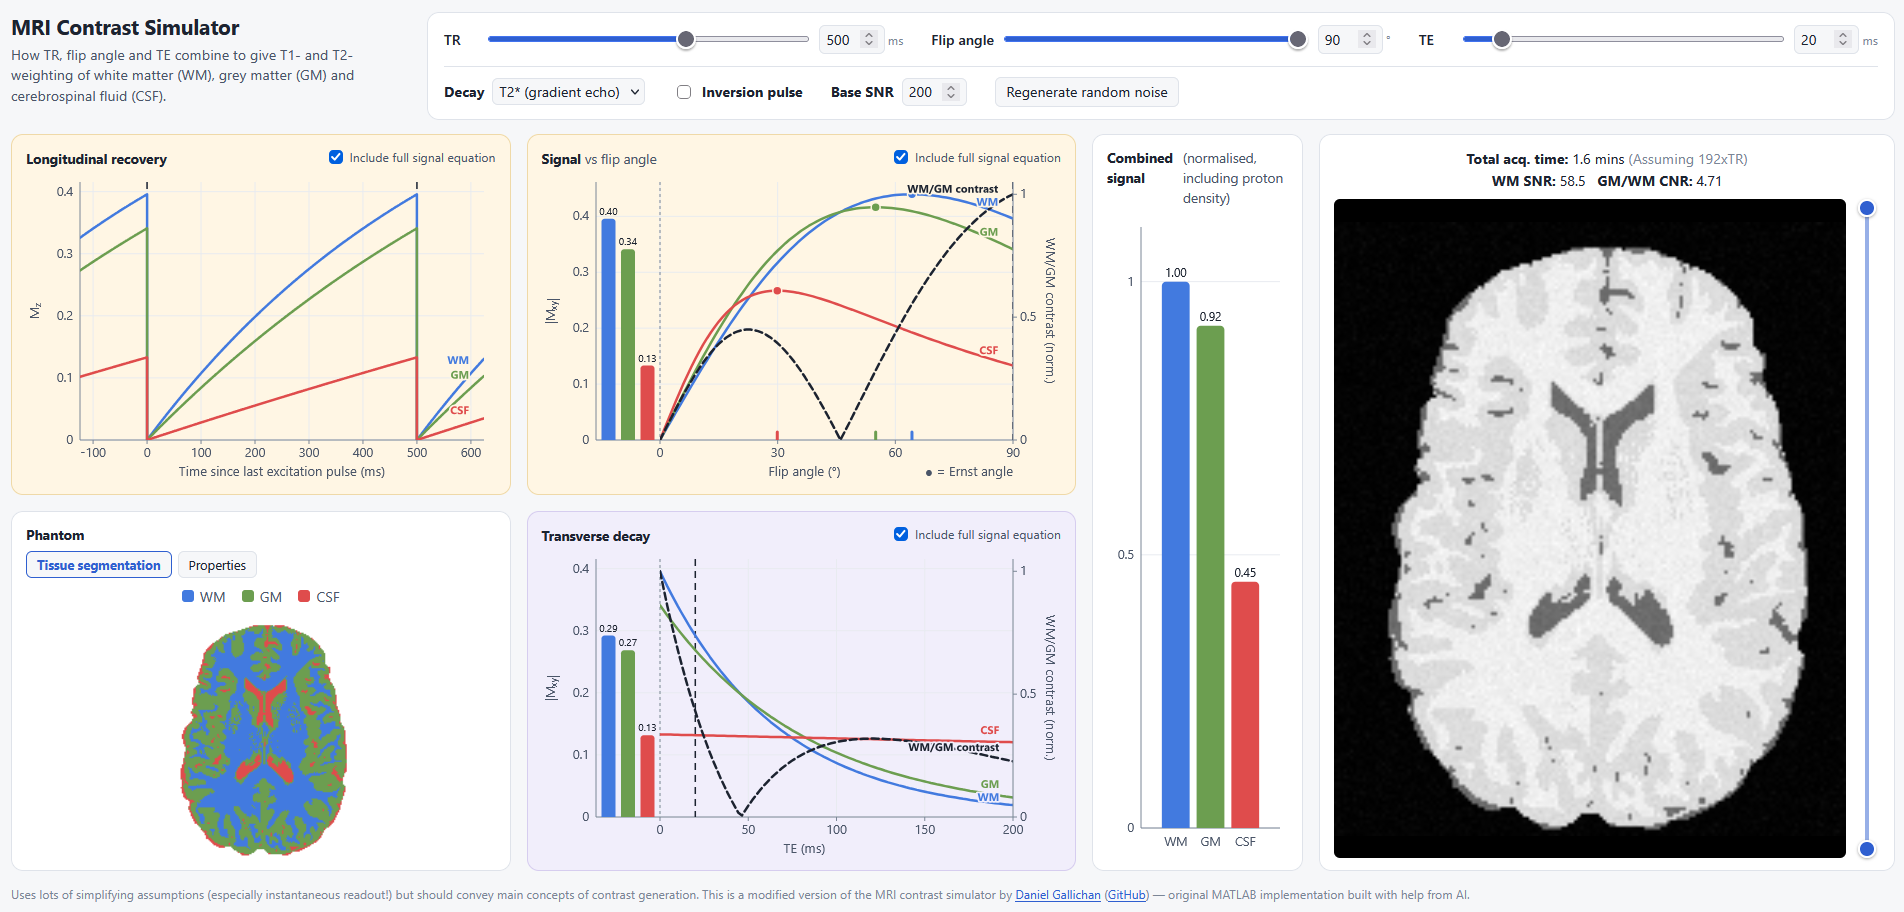 MRI Contrast Simulator
How TR, flip angle and TE combine to give T1- and T2-
weighting of white matter (WM), grey matter (GM) and
cerebrospinal fluid (CSF).
TR 500 ms Flip angle 90 ° TE 20 ms
Decay T2* (gradient echo) Inversion pulse Base SNR 200 Regenerate random noise
Longitudinal recovery Include full signal equation
0.4
0.3
0.2
0.1
0
Mz
WM
GM
CSF
-100 0 100 200 300 400 500 600
Time since last excitation pulse (ms)
Signal vs flip angle Include full signal equation
0.4
0.3
0.2
0.1
0
|Mxy|
0.40
0.34
0.13
WM/GM contrast
WM
GM
CSF
1
0.5
0
WM/GM contrast (norm.)
0 30 60 90
Flip angle (°) ● = Ernst angle
Combined signal
(normalised,
including proton
density)
1
0.5
0
1.00
0.92
0.45
WM GM CSF
Total acq. time: 1.6 mins (Assuming 192xTR)
WM SNR: 58.5 GM/WM CNR: 4.71
Phantom
Tissue segmentation Properties
WM GM CSF
Transverse decay Include full signal equation
0.4
0.3
0.2
0.1
0
|Mxy|
0.29
0.27
0.13
CSF
WM/GM contrast
GM
WM
1
0.5
0
WM/GM contrast (norm.)
0 50 100 150 200
TE (ms)
Uses lots of simplifying assumptions (especially instantaneous readout!) but should convey main concepts of contrast generation. This is a modified version of the MRI contrast simulator by Daniel Gallichan (GitHub) — original MATLAB implementation built with help from AI.